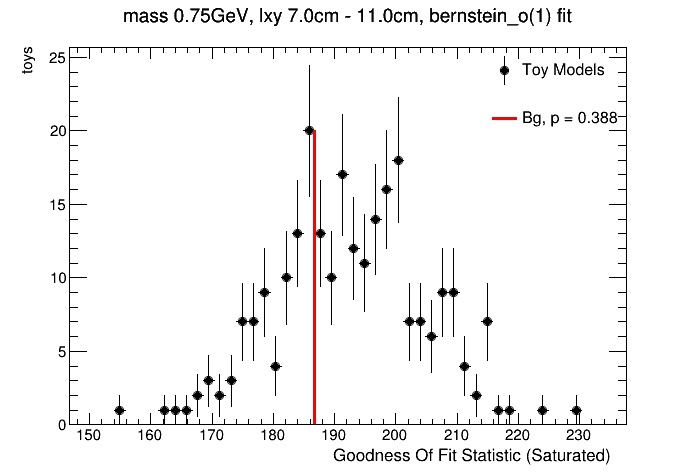 mass 0.75GeV, lxy 7.0cm - 11.0cm, bernstein_o(1) fit
toys
25
Toy Models
Bg, p = 0.388
20
15
10
5
0
150 160 170 180 190 200 210 220 230
Goodness Of Fit Statistic (Saturated)